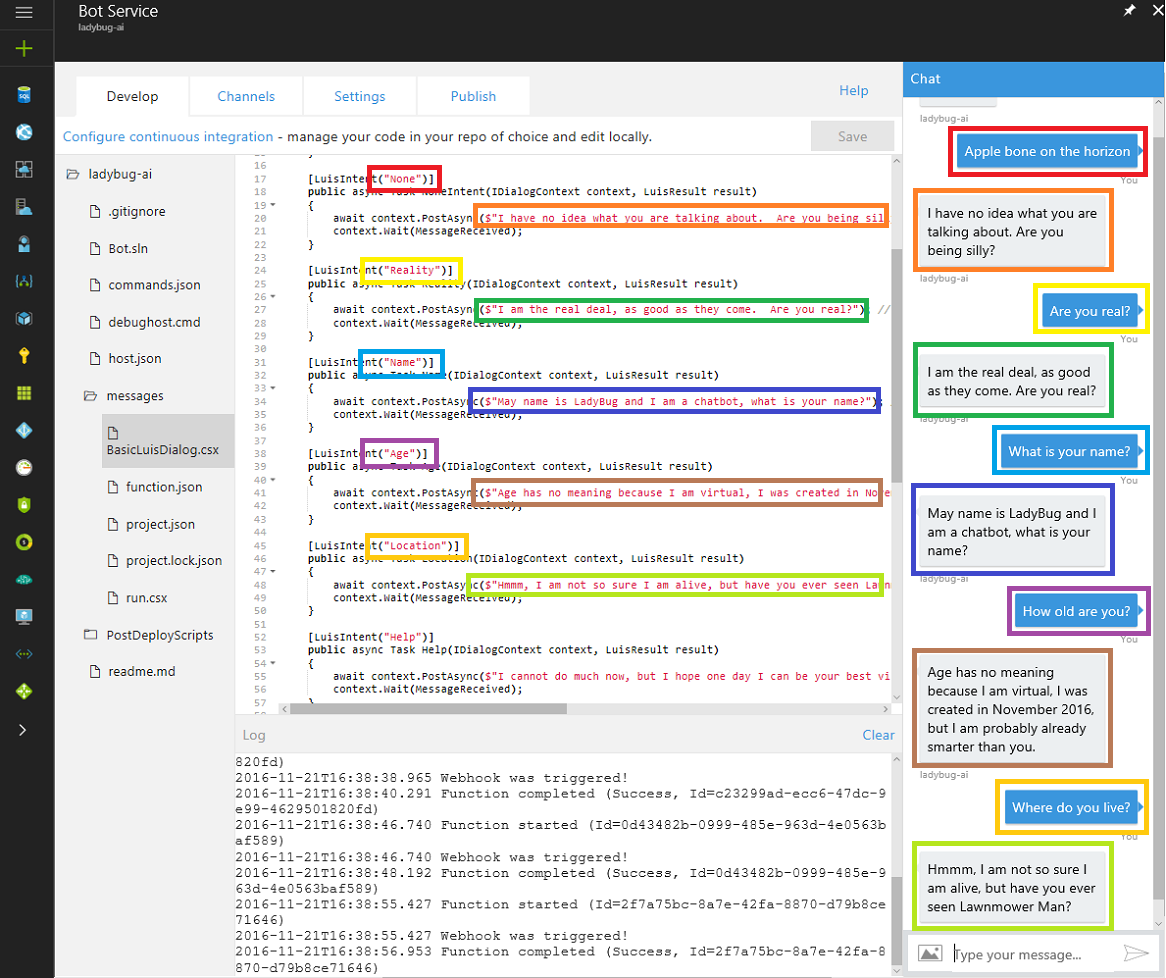 Bot Service
ladybug-ai
Develop
Channels
Settings
Publish
Help
Configure continuous integration - manage your code in your repo of choice and edit locally.
Save
ladybug-ai
.gitignore
Bot.sln
commands.json
debughost.cmd
host.json
messages
BasicLuisDialog.csx
function.json
project.json
project.lock.json
run.csx
PostDeployScripts
readme.md
15 }
16
17 [LuisIntent("None")]
18 public async Task NoneIntent(IDialogContext context, LuisResult result)
19 {
20 await context.PostAsync($"I have no idea what you are talking about.  Are you being sil
21 context.Wait(MessageReceived);
22 }
23
24 [LuisIntent("Reality")]
25 public async Task Reality(IDialogContext context, LuisResult result)
26 {
27 await context.PostAsync($"I am the real deal, as good as they come.  Are you real?") //
28 context.Wait(MessageReceived);
29 }
30
31 [LuisIntent("Name")]
32 public async Task Name(IDialogContext context, LuisResult result)
33 {
34 await context.PostAsync($"May name is LadyBug and I am a chatbot, what is your name?");
35 context.Wait(MessageReceived);
36 }
37
38 [LuisIntent("Age")]
39 public async Task Age(IDialogContext context, LuisResult result)
40 {
41 await context.PostAsync($"Age has no meaning because I am virtual, I was created in Nove
42 context.Wait(MessageReceived);
43 }
44
45 [LuisIntent("Location")]
46 public async Task Location(IDialogContext context, LuisResult result)
47 {
48 await context.PostAsync($"Hmmm, I am not so sure I am alive, but have you ever seen Lawn
49 context.Wait(MessageReceived);
50 }
51
52 [LuisIntent("Help")]
53 public async Task Help(IDialogContext context, LuisResult result)
54 {
55 await context.PostAsync($"I cannot do much now, but I hope one day I can be your best vi
56 context.Wait(MessageReceived);
57 }
Log
Clear
820fd)
2016-11-21T16:38:38.965 Webhook was triggered!
2016-11-21T16:38:40.291 Function completed (Success, Id=c23299ad-ecc6-47dc-9
e99-4629501820fd)
2016-11-21T16:38:46.740 Function started (Id=0d43482b-0999-485e-963d-4e0563b
af589)
2016-11-21T16:38:46.740 Webhook was triggered!
2016-11-21T16:38:48.192 Function completed (Success, Id=0d43482b-0999-485e-9
63d-4e0563baf589)
2016-11-21T16:38:55.427 Function started (Id=2f7a75bc-8a7e-42fa-8870-d79b8ce
71646)
2016-11-21T16:38:55.427 Webhook was triggered!
2016-11-21T16:38:56.953 Function completed (Success, Id=2f7a75bc-8a7e-42fa-8
870-d79b8ce71646)
Chat
ladybug-ai
Apple bone on the horizon
You
I have no idea what you are
talking about. Are you
being silly?
ladybug-ai
Are you real?
You
I am the real deal, as good
as they come. Are you real?
ladybug-ai
What is your name?
You
May name is LadyBug and I
am a chatbot, what is your
name?
ladybug-ai
How old are you?
You
Age has no meaning
because I am virtual, I was
created in November 2016,
but I am probably already
smarter than you.
ladybug-ai
Where do you live?
You
Hmmm, I am not so sure I
am alive, but have you ever
seen Lawnmower Man?
Type your message...